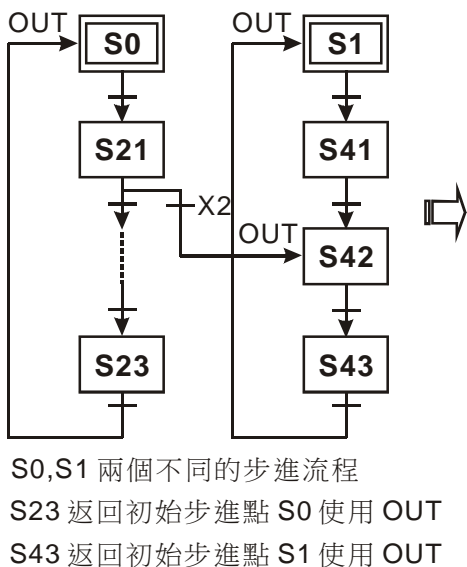 OUT
OUT
S0
S1
S21
S41
X2
OUT
S42
S23
S43
S0,S1 兩個不同的步進流程
S23 返回初始步進點 S0 使用 OUT
S43 返回初始步進點 S1 使用 OUT